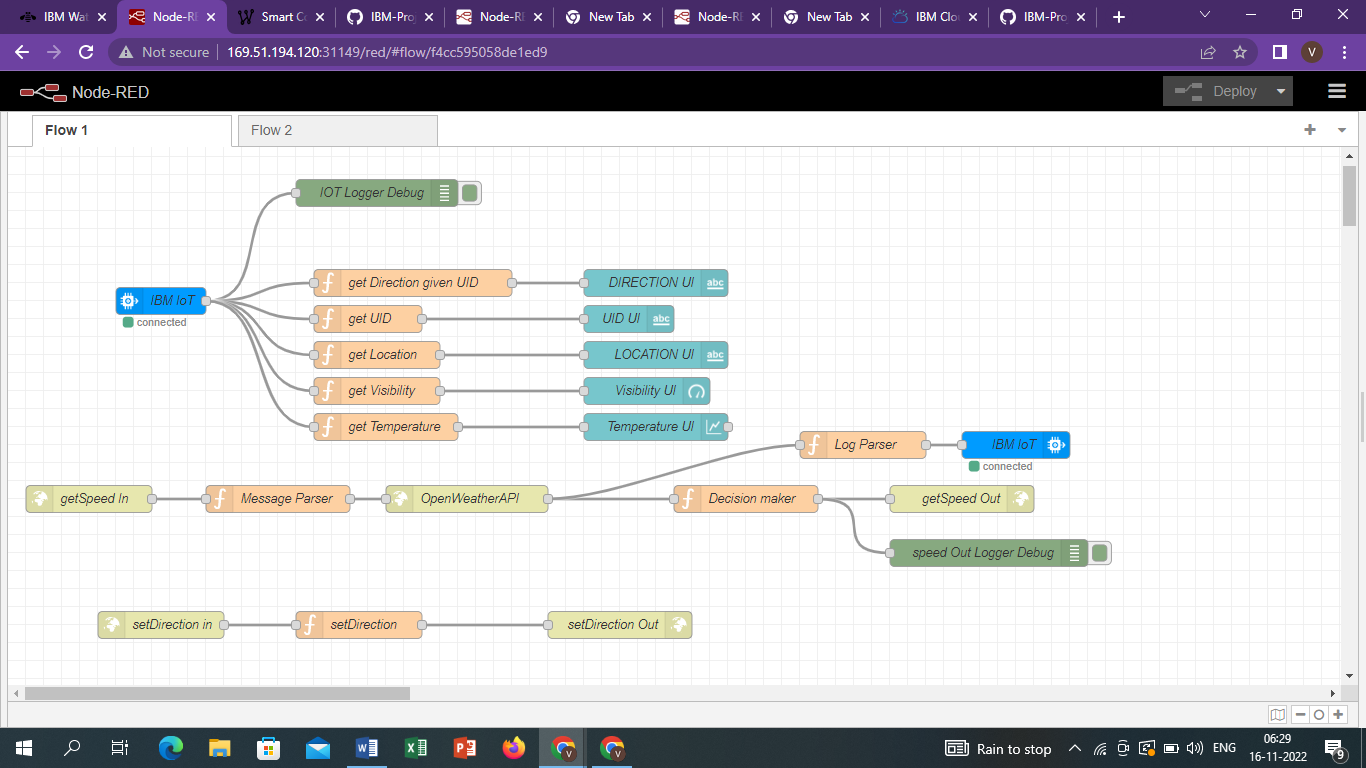 IBM Wat
Node-RE
Smart Co
IBM-Proj
Node-RE
New Tab
Node-RE
New Tab
IBM Clou
IBM-Proj
Not secure
169.51.194.120:31149/red/#flow/f4cc595058de1ed9
V
Node-RED
Deploy
Flow 1
Flow 2
IOT Logger Debug
get Direction given UID
DIRECTION UI
abc
IBM IoT
connected
get UID
UID UI
abc
get Location
LOCATION UI
abc
get Visibility
Visibility UI
get Temperature
Temperature UI
Log Parser
IBM IoT
connected
getSpeed In
Message Parser
OpenWeatherAPI
Decision maker
getSpeed Out
speed Out Logger Debug
setDirection in
setDirection
setDirection Out
Rain to stop
ENG
06:29
16-11-2022
9